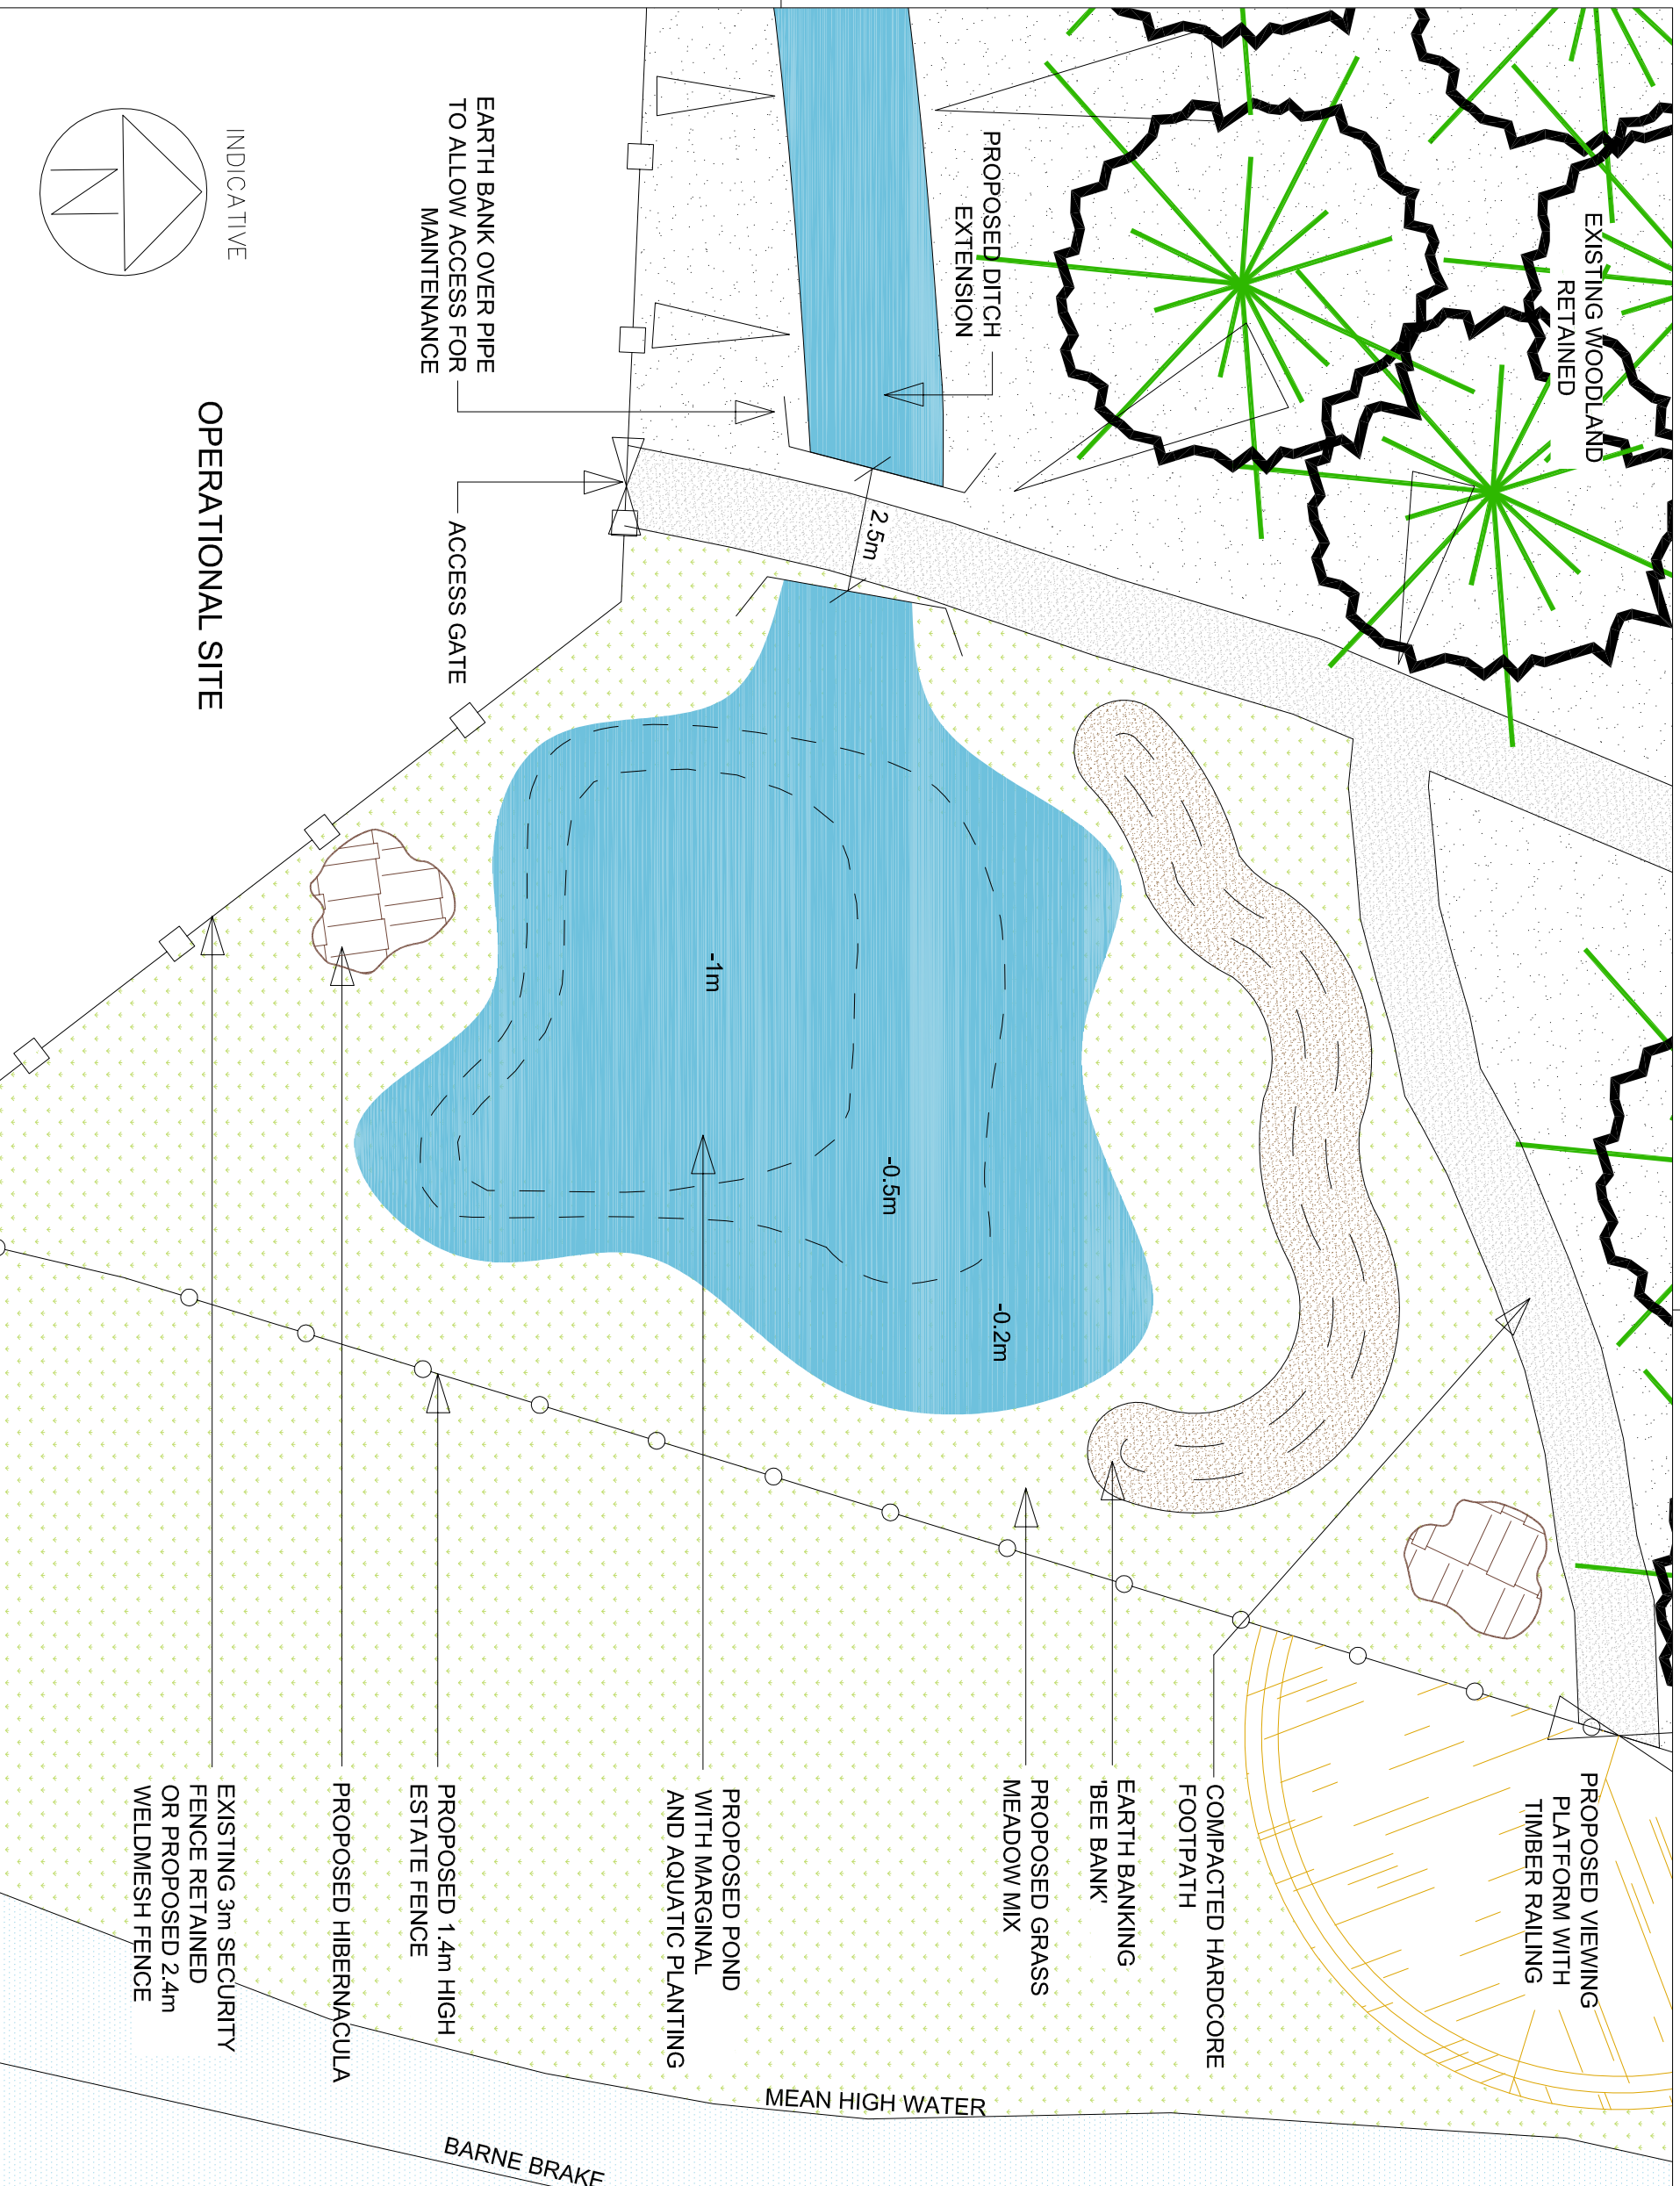 EXISTING WOODLAND
RETAINED
PROPOSED DITCH
EXTENSION
EARTH BANK OVER PIPE
TO ALLOW ACCESS FOR
MAINTENANCE
INDICATIVE
N
OPERATIONAL SITE
ACCESS GATE
2.5m
-1m
-0.5m
-0.2m
PROPOSED VIEWING
PLATFORM WITH
TIMBER RAILING
COMPACTED HARDCORE
FOOTPATH
EARTH BANKING
'BEE BANK'
PROPOSED GRASS
MEADOW MIX
PROPOSED POND
WITH MARGINAL
AND AQUATIC PLANTING
PROPOSED 1.4m HIGH
ESTATE FENCE
PROPOSED HIBERNACULA
EXISTING 3m SECURITY
FENCE RETAINED
OR PROPOSED 2.4m
WELDMESH FENCE
MEAN HIGH WATER
BARNE BRAKE